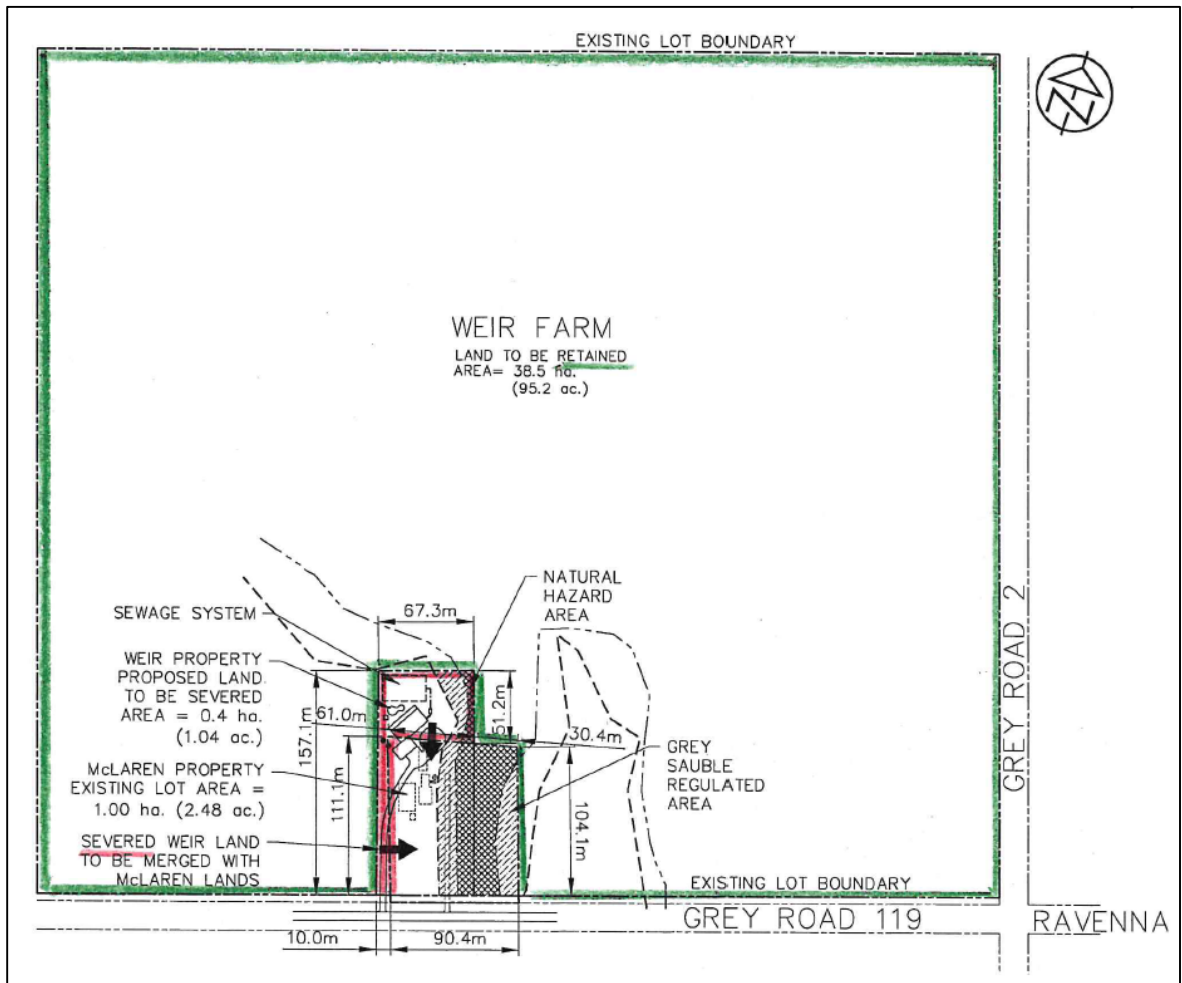 EXISTING LOT BOUNDARY
WEIR FARM
LAND TO BE RETAINED
AREA= 38.5 ha.
(95.2 ac.)
NATURAL
HAZARD
AREA
SEWAGE SYSTEM
67.3m
WEIR PROPERTY
PROPOSED LAND
TO BE SEVERED
AREA = 0.4 ha.
(1.04 ac.)
157.1m
61.0m
51.2m
30.4m
GREY
SAUBLE
REGULATED
AREA
McLAREN PROPERTY
EXISTING LOT AREA =
1.00 ha. (2.48 ac.)
111.1m
104.1m
SEVERED WEIR LAND
TO BE MERGED WITH
McLAREN LANDS
EXISTING LOT BOUNDARY
GREY ROAD 2
GREY ROAD 119
RAVENNA
10.0m
90.4m
N